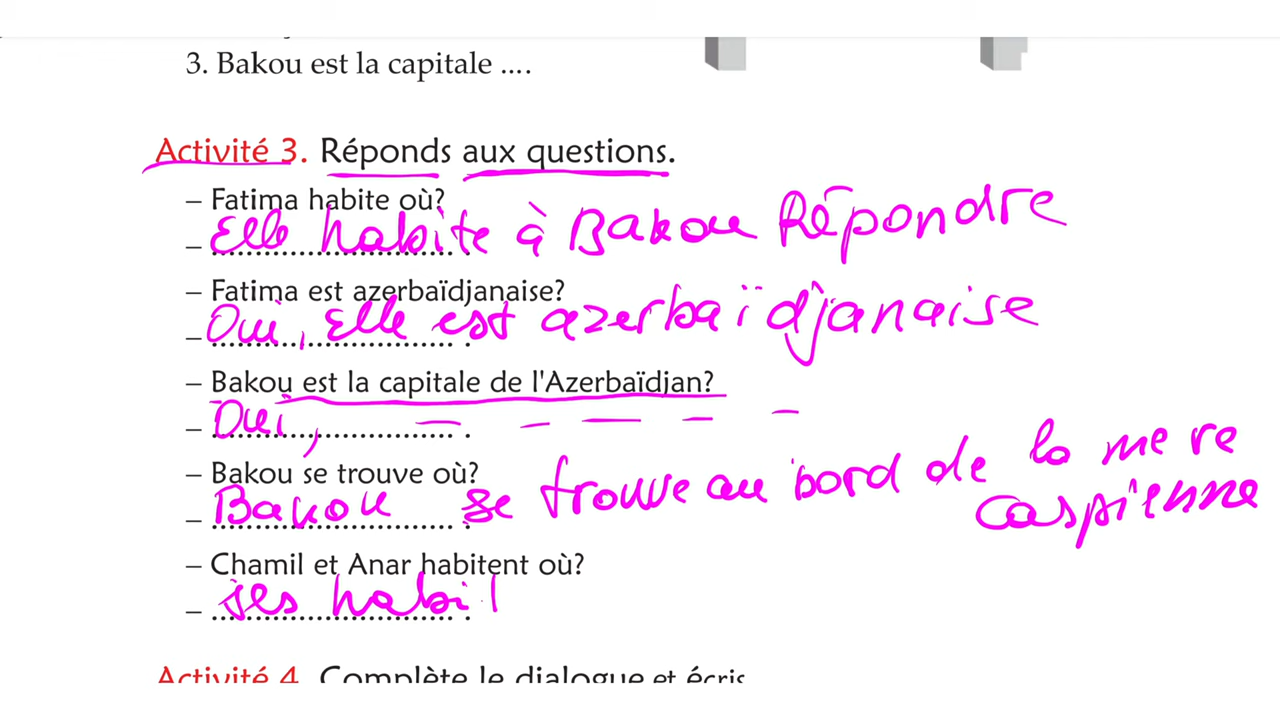 3. Bakou est la capitale ....
Activité 3. Réponds aux questions.
– Fatima habite où?
– Elle habite à Bakou Répondre
– Fatima est azerbaïdjanaise?
– Oui, Elle est azerbaïdjanaise
– Bakou est la capitale de l'Azerbaïdjan?
– Oui, – – – – –
– Bakou se trouve où?
– Bakou se trouve au bord de la mere
caspienne
– Chamil et Anar habitent où?
– habi
Activité 4. Complète le dialogue et écris